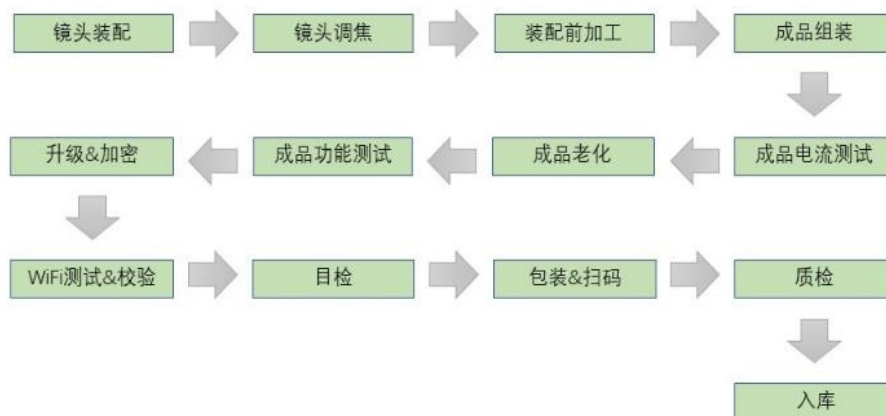 镜头装配
镜头调焦
装配前加工
成品组装
成品电流测试
成品老化
成品功能测试
升级&加密
WiFi测试&校验
目检
包装&扫码
质检
入库